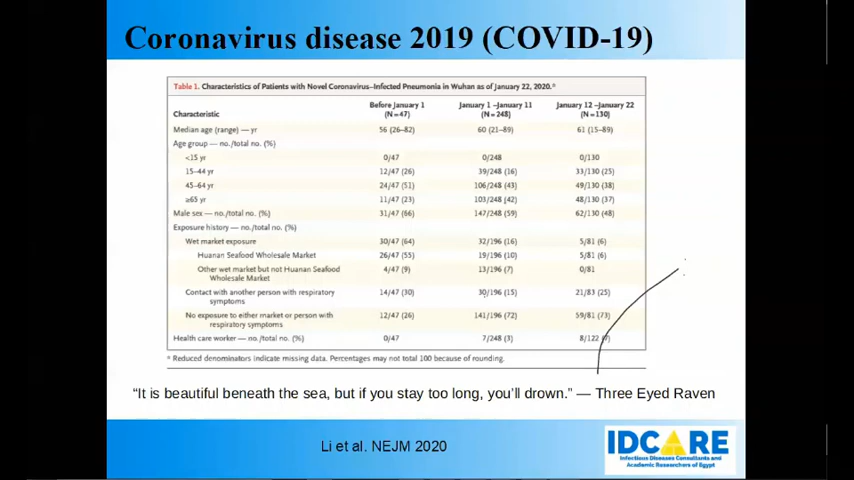 Coronavirus disease 2019 (COVID-19)
Table 1. Characteristics of Patients with Novel Coronavirus–Infected Pneumonia in Wuhan as of January 22, 2020.*
Characteristic Before January 1 (N=47) January 1–January 11 (N=248) January 12–January 22 (N=130)
Median age (range) — yr 56 (26–82) 60 (21–89) 61 (15–89)
Age group — no./total no. (%)
<15 yr 0/47 0/248 0/130
15–44 yr 12/47 (26) 39/248 (16) 33/130 (25)
45–64 yr 24/47 (51) 106/248 (43) 49/130 (38)
≥65 yr 11/47 (23) 103/248 (42) 48/130 (37)
Male sex — no./total no. (%) 31/47 (66) 147/248 (59) 62/130 (48)
Exposure history — no./total no. (%)
Wet market exposure 30/47 (64) 32/196 (16) 5/81 (6)
Huanan Seafood Wholesale Market 26/47 (55) 19/196 (10) 5/81 (6)
Other wet market but not Huanan Seafood 4/47 (9) 13/196 (7) 0/81
Wholesale Market
Contact with another person with respiratory 14/47 (30) 30/196 (15) 21/83 (25)
symptoms
No exposure to either market or person with 12/47 (26) 141/196 (72) 59/81 (73)
respiratory symptoms
Health care worker — no./total no. (%) 0/47 7/248 (3) 8/122 (7)
* Reduced denominators indicate missing data. Percentages may not total 100 because of rounding.
“It is beautiful beneath the sea, but if you stay too long, you’ll drown.” — Three Eyed Raven
Li et al. NEJM 2020
IDCARE
Infectious Diseases Consultants and
Academic Researchers of Egypt